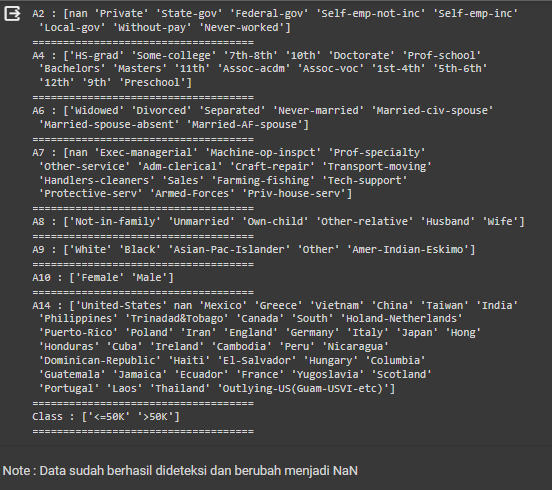 A2 : [nan 'Private' 'State-gov' 'Federal-gov' 'Self-emp-not-inc' 'Self-emp-inc'
'Local-gov' 'Without-pay' 'Never-worked']
====================================
A4 : ['HS-grad' 'Some-college' '7th-8th' '10th' 'Doctorate' 'Prof-school'
'Bachelors' 'Masters' '11th' 'Assoc-acdm' 'Assoc-voc' '1st-4th' '5th-6th'
'12th' '9th' 'Preschool']
====================================
A6 : ['Widowed' 'Divorced' 'Separated' 'Never-married' 'Married-civ-spouse'
'Married-spouse-absent' 'Married-AF-spouse']
====================================
A7 : [nan 'Exec-managerial' 'Machine-op-inspct' 'Prof-specialty'
'Other-service' 'Adm-clerical' 'Craft-repair' 'Transport-moving'
'Handlers-cleaners' 'Sales' 'Farming-fishing' 'Tech-support'
'Protective-serv' 'Armed-Forces' 'Priv-house-serv']
====================================
A8 : ['Not-in-family' 'Unmarried' 'Own-child' 'Other-relative' 'Husband' 'Wife']
====================================
A9 : ['White' 'Black' 'Asian-Pac-Islander' 'Other' 'Amer-Indian-Eskimo']
====================================
A10 : ['Female' 'Male']
====================================
A14 : ['United-States' nan 'Mexico' 'Greece' 'Vietnam' 'China' 'Taiwan' 'India'
'Philippines' 'Trinadad&Tobago' 'Canada' 'South' 'Holand-Netherlands'
'Puerto-Rico' 'Poland' 'Iran' 'England' 'Germany' 'Italy' 'Japan' 'Hong'
'Honduras' 'Cuba' 'Ireland' 'Cambodia' 'Peru' 'Nicaragua'
'Dominican-Republic' 'Haiti' 'El-Salvador' 'Hungary' 'Columbia'
'Guatemala' 'Jamaica' 'Ecuador' 'France' 'Yugoslavia' 'Scotland'
'Portugal' 'Laos' 'Thailand' 'Outlying-US(Guam-USVI-etc)']
====================================
Class : ['<=50K' '>50K']
====================================
Note : Data sudah berhasil dideteksi dan berubah menjadi NaN